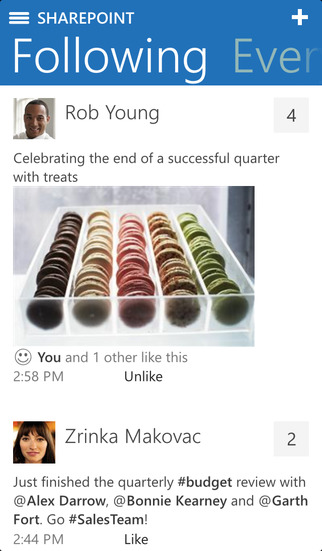 SHAREPOINT
Following Ever
Rob Young
4
Celebrating the end of a successful quarter
with treats
You and 1 other like this
2:58 PM Unlike
Zrinka Makovac
2
Just finished the quarterly #budget review with
@Alex Darrow, @Bonnie Kearney and @Garth
Fort. Go #SalesTeam!
2:44 PM Like